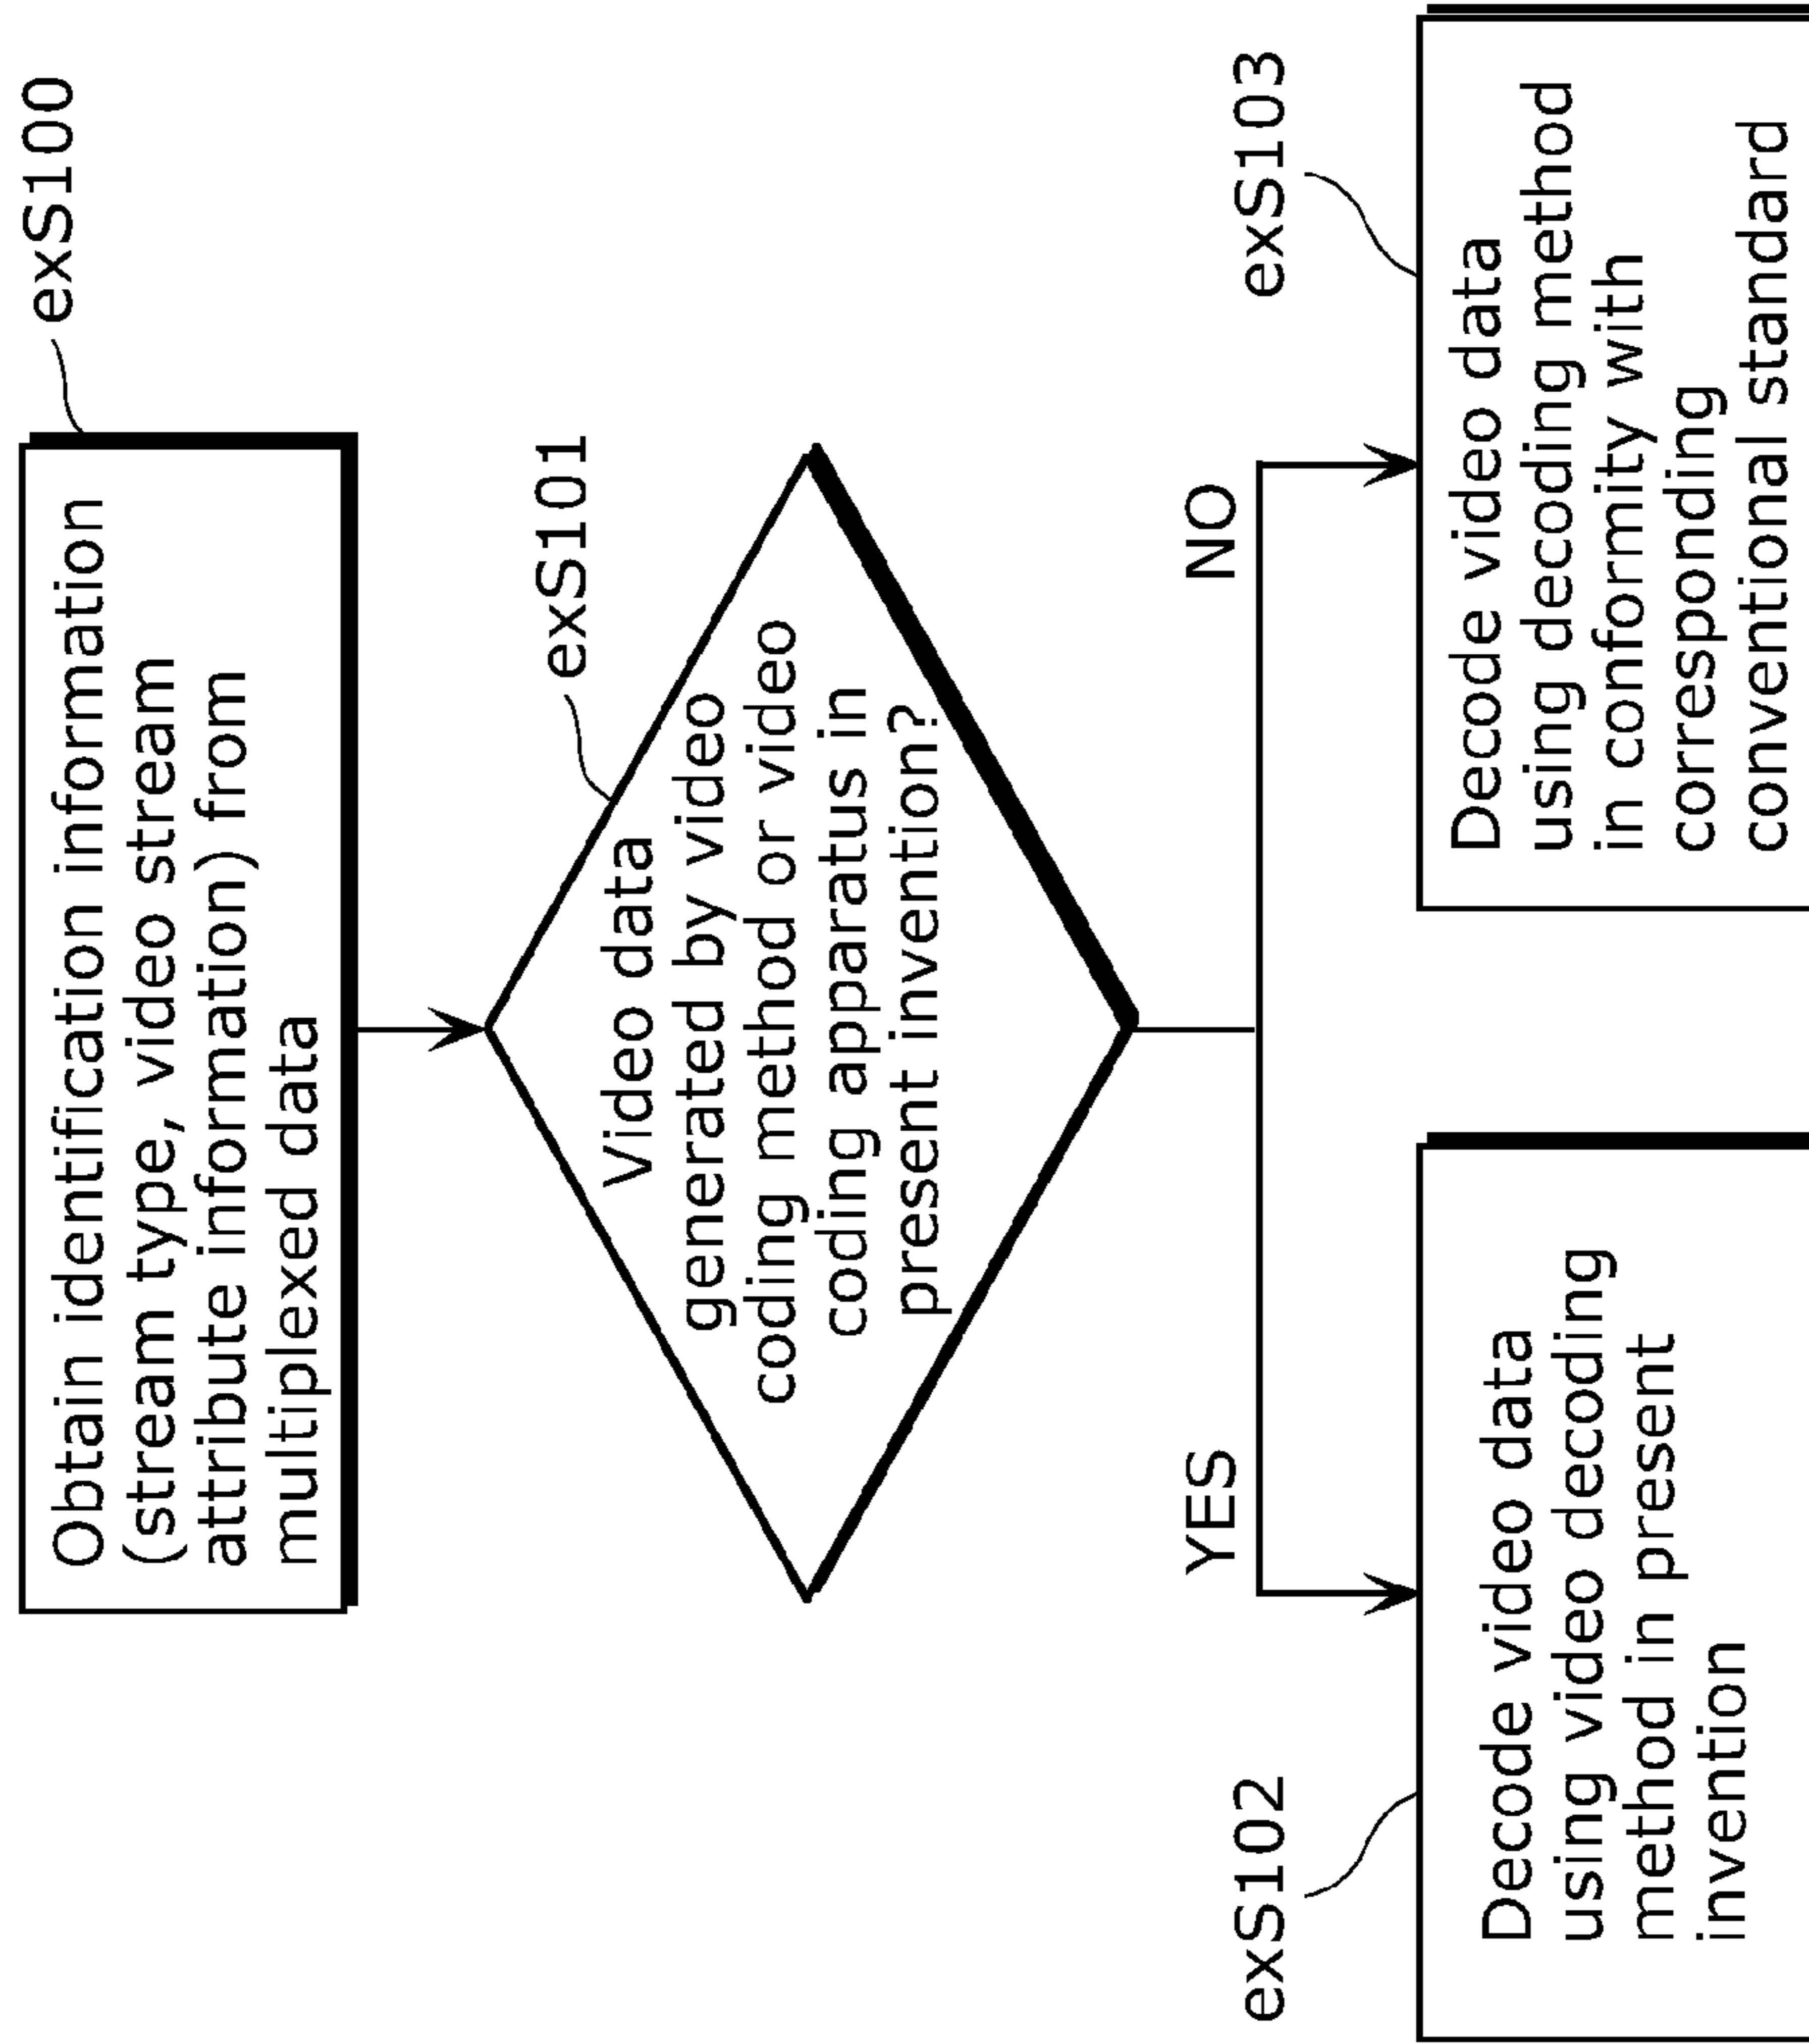 exS100
Obtain identification information
(stream type, video stream
attribute information) from
multiplexed data
exS101
Video data
generated by video
coding method or video
coding apparatus in
present invention?
YES
NO
exS102
Decode video data
using video decoding
method in present
invention
exS103
Decode video data
using decoding method
in conformity with
corresponding
conventional standard